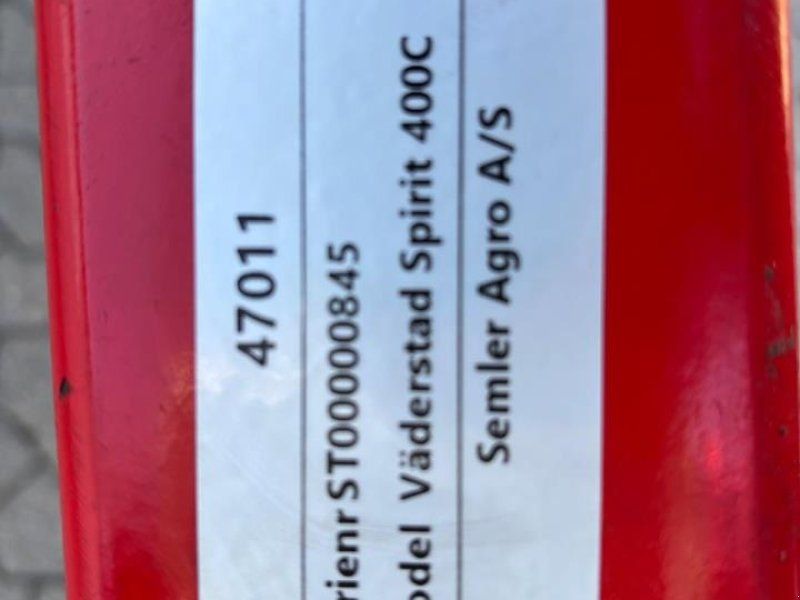 47011
rienr ST00000845
odel Väderstad Spirit 400C
Semler Agro A/S